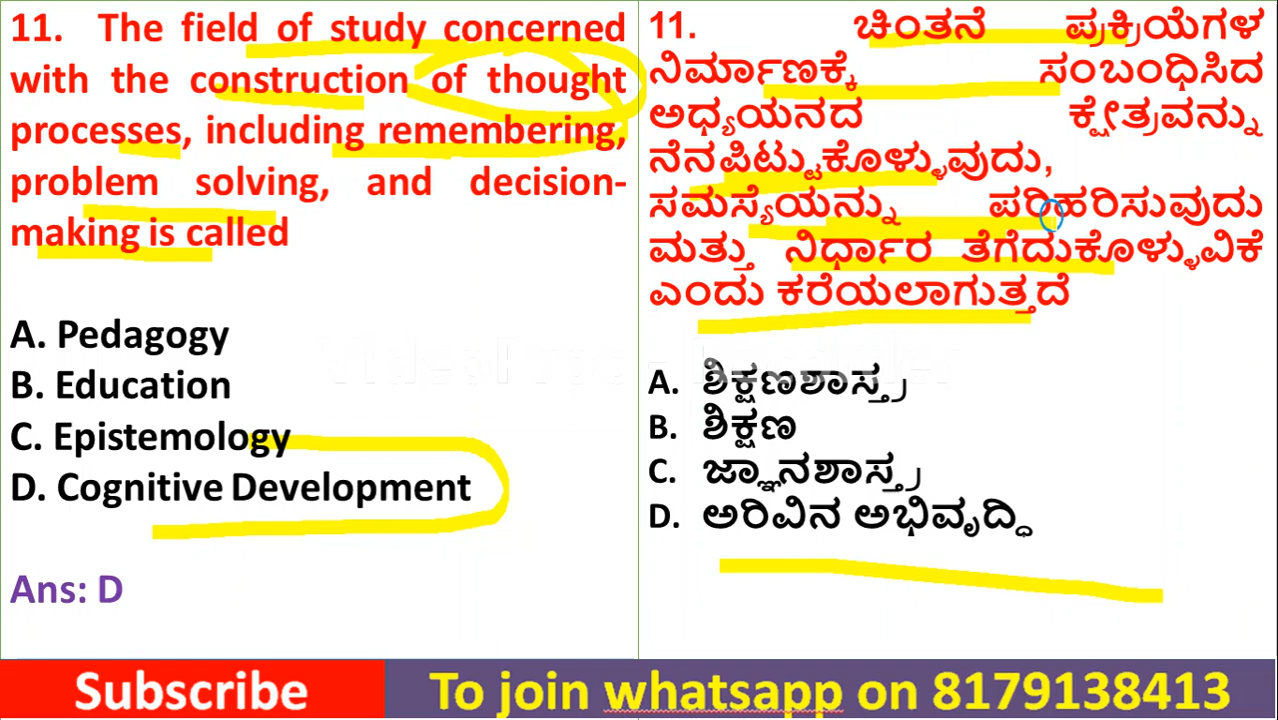 11. The field of study concerned
with the construction of thought
processes, including remembering,
problem solving, and decision-
making is called
A. Pedagogy
B. Education
C. Epistemology
D. Cognitive Development
Ans: D
11. ಚಿಂತನೆ ಪ್ರಕ್ರಿಯೆಗಳ
ನಿರ್ಮಾಣಕ್ಕೆ ಸಂಬಂಧಿಸಿದ
ಅಧ್ಯಯನದ ಕ್ಷೇತ್ರವನ್ನು
ನೆನಪಿಟ್ಟುಕೊಳ್ಳುವುದು,
ಸಮಸ್ಯೆಯನ್ನು ಪರಿಹರಿಸುವುದು
ಮತ್ತು ನಿರ್ಧಾರ ತೆಗೆದುಕೊಳ್ಳುವಿಕೆ
ಎಂದು ಕರೆಯಲಾಗುತ್ತದೆ
A. ಶಿಕ್ಷಣಶಾಸ್ತ್ರ
B. ಶಿಕ್ಷಣ
C. ಜ್ಞಾನಶಾಸ್ತ್ರ
D. ಅರಿವಿನ ಅಭಿವೃದ್ಧಿ
Subscribe
To join whatsapp on 8179138413